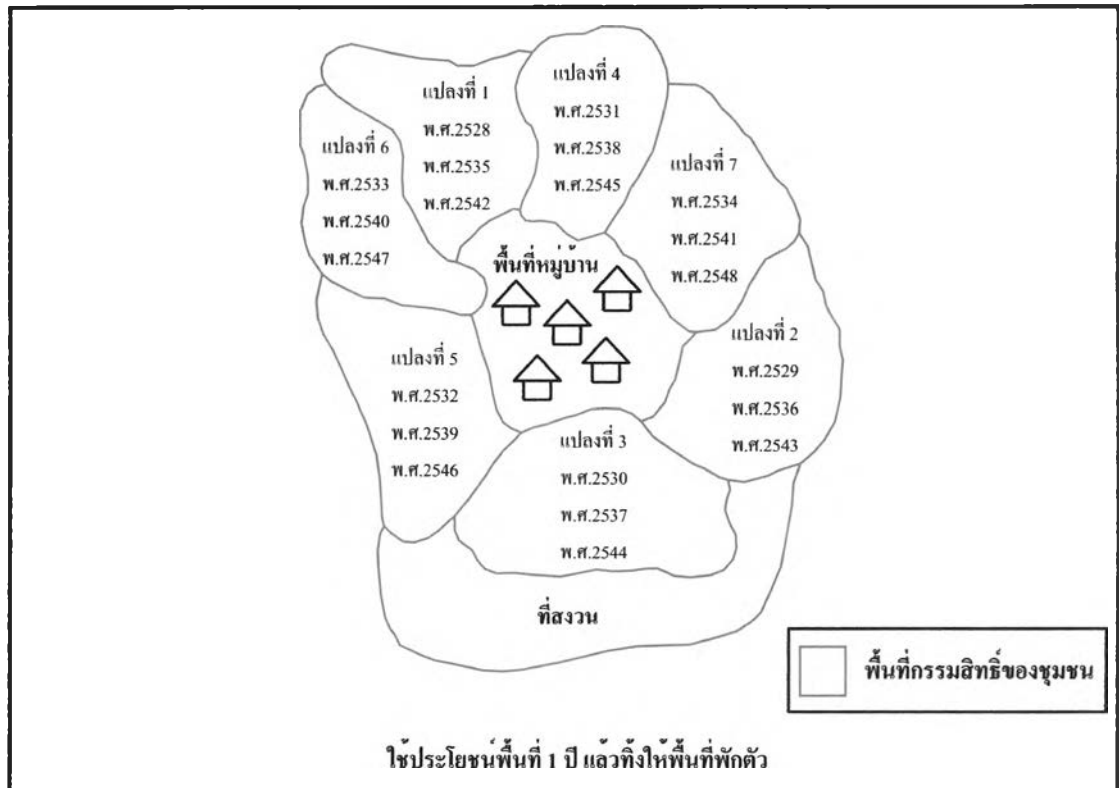 แปลงที่ 1
พ.ศ.2528
พ.ศ.2535
พ.ศ.2542
แปลงที่ 4
พ.ศ.2531
พ.ศ.2538
พ.ศ.2545
แปลงที่ 6
พ.ศ.2533
พ.ศ.2540
พ.ศ.2547
แปลงที่ 7
พ.ศ.2534
พ.ศ.2541
พ.ศ.2548
พื้นที่หมู่บ้าน
แปลงที่ 5
พ.ศ.2532
พ.ศ.2539
พ.ศ.2546
แปลงที่ 2
พ.ศ.2529
พ.ศ.2536
พ.ศ.2543
แปลงที่ 3
พ.ศ.2530
พ.ศ.2537
พ.ศ.2544
ที่สงวน
พื้นที่กรรมสิทธิ์ของชุมชน
ใช้ประโยชน์พื้นที่ 1 ปี แล้วทิ้งให้พื้นที่พักตัว